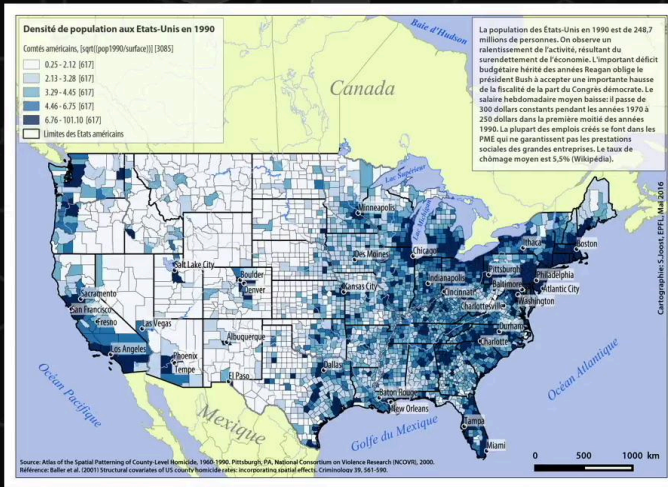 Densité de population aux Etats-Unis en 1990
Comtés américains, [sqrt((pop1990/surface))] [3085]
0.25 - 2.12 [617]
2.13 - 3.28 [617]
3.29 - 4.45 [617]
4.46 - 6.75 [617]
6.76 - 101.10 [617]
Limites des Etats américains
Baie d'Hudson
La population des États-Unis en 1990 est de 248,7
millions de personnes. On observe un
ralentissement de l'activité, résultant du
surendettement de l'économie. L'important déficit
budgétaire hérité des années Reagan oblige le
président Bush à accepter une importante hausse
de la fiscalité de la part du Congrès démocrate. Le
salaire hebdomadaire moyen baisse: il passe de
300 dollars constants pendant les années 1970 à
250 dollars dans la première moitié des années
1990. La plupart des emplois créés se font dans les
PME qui ne garantissent pas les prestations
sociales des grandes entreprises. Le taux de
chômage moyen est 5,5% (Wikipédia).
Canada
Lac Supérieur
Minneapolis
Ithaca
Boston
Des Moines
Chicago
Salt Lake City
Pittsburgh
Philadelphia
Boulder
Indianapolis
Baltimore
Atlantic City
Denver
Kansas City
Cincinnati
Washington
Sacramento
Charlottesville
San Francisco
Fresno
Las Vegas
Durham
Albuquerque
Charlotte
Los Angeles
Phoenix
Tempe
Dallas
El Paso
Baton Rouge
New Orleans
Tampa
Miami
Océan Pacifique
Mexique
Golfe du Mexique
Océan Atlantique
Cartographie: S.Joost, EPFL, Mai 2016
0 500 1000 km
Source: Atlas of the Spatial Patterning of County-Level Homicide, 1960-1990. Pittsburgh, PA, National Consortium on Violence Research (NCOVR), 2000.
Référence: Baller et al. (2001) Structural covariates of US county homicide rates: incorporating spatial effects. Criminology 39, 561-590.